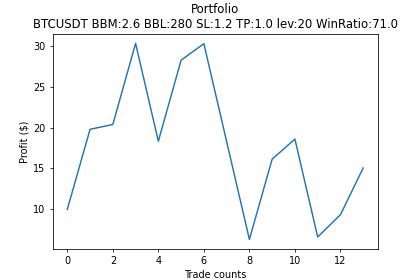 Portfolio
BTCUSDT BBM:2.6 BBL:280 SL:1.2 TP:1.0 lev:20 WinRatio:71.0
30
25
20
15
10
Profit ($)
0 2 4 6 8 10 12
Trade counts